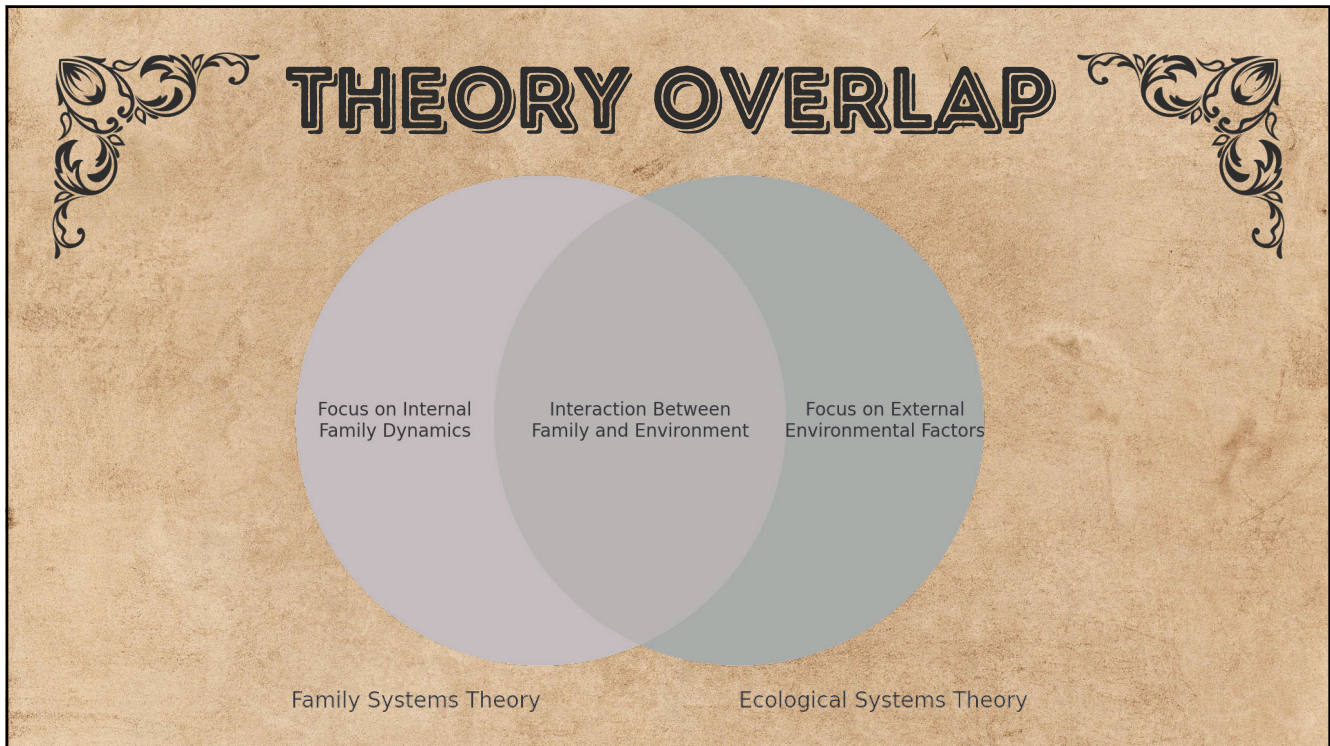 THEORY OVERLAP
Focus on Internal
Family Dynamics
Interaction Between
Family and Environment
Focus on External
Environmental Factors
Family Systems Theory
Ecological Systems Theory